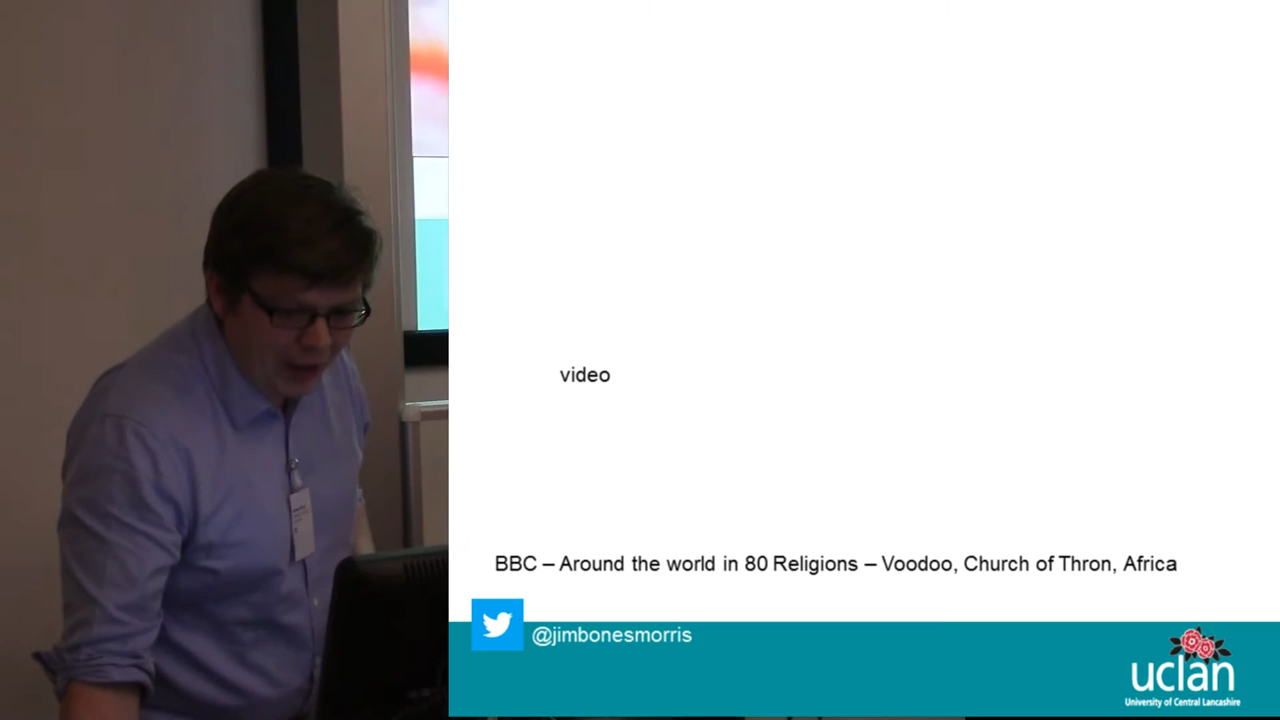 video
BBC – Around the world in 80 Religions – Voodoo, Church of Thron, Africa
@jimbonesmorris
uclan
University of Central Lancashire